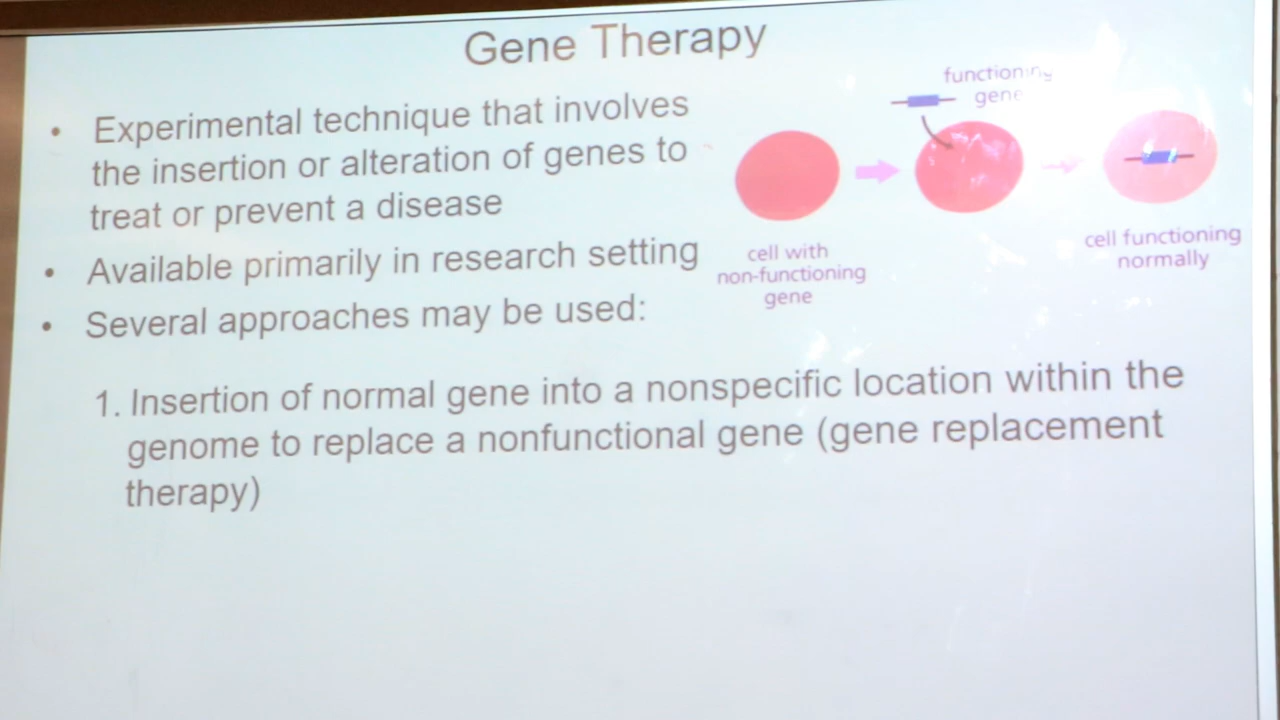 Gene Therapy
• Experimental technique that involves
the insertion or alteration of genes to
treat or prevent a disease
• Available primarily in research setting
• Several approaches may be used:
1. Insertion of normal gene into a nonspecific location within the
genome to replace a nonfunctional gene (gene replacement
therapy)
functioning
gene
cell with
non-functioning
gene
cell functioning
normally